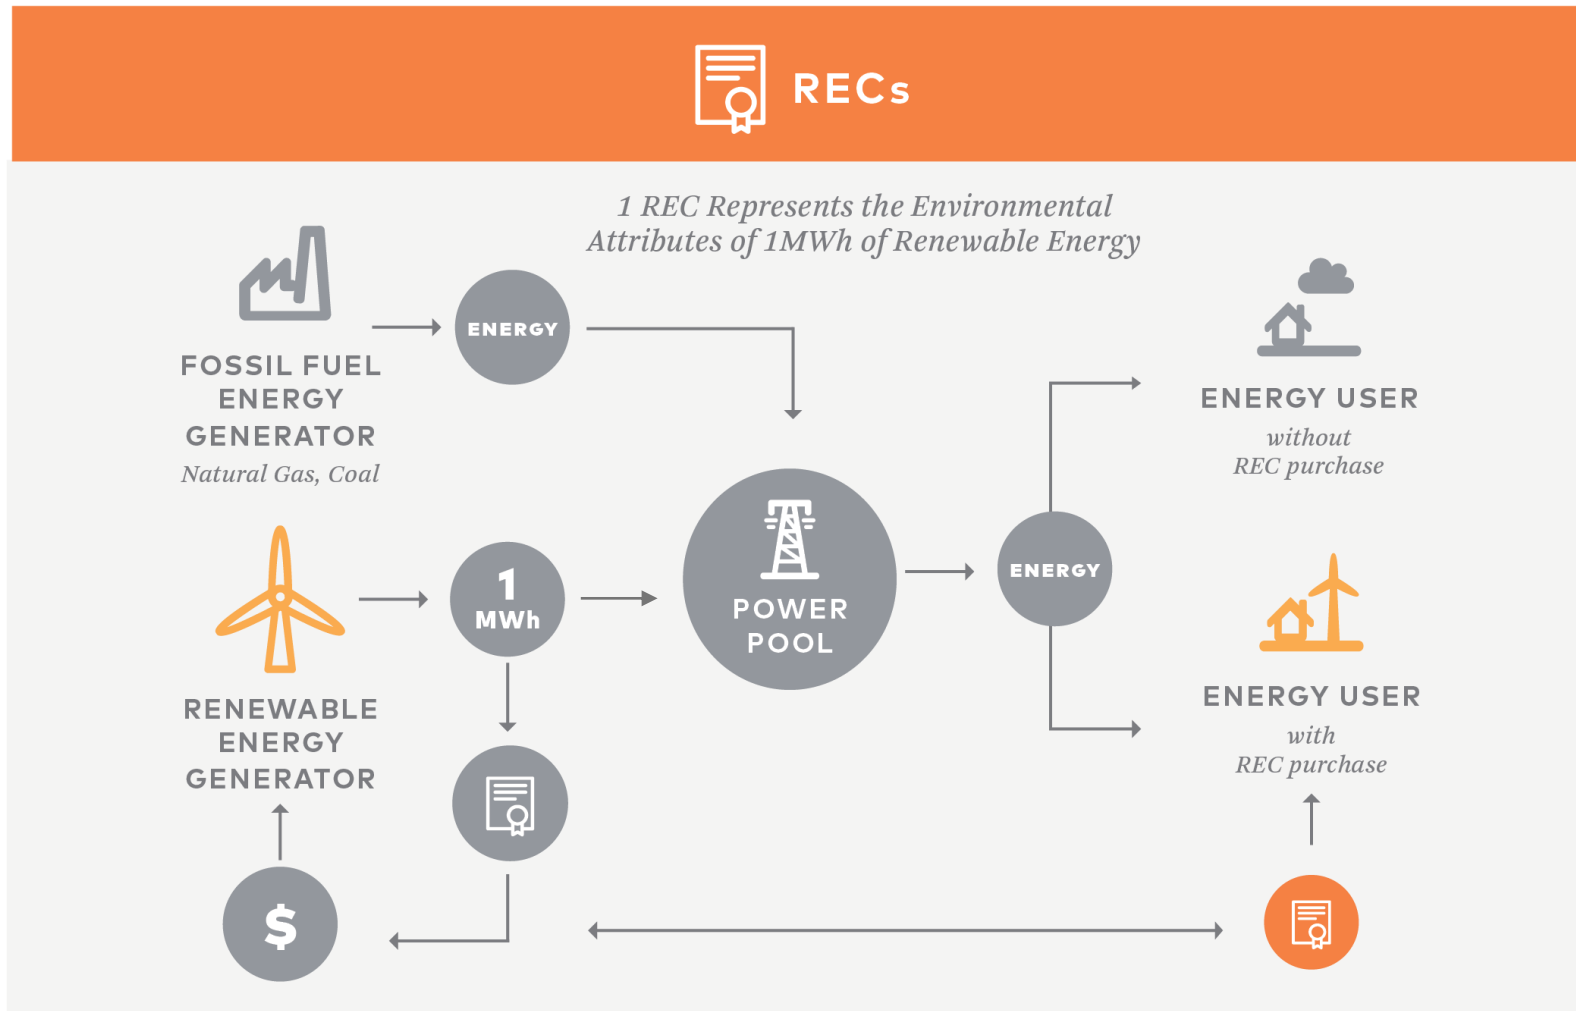 RECs
1 REC Represents the Environmental
Attributes of 1MWh of Renewable Energy
FOSSIL FUEL
ENERGY
GENERATOR
Natural Gas, Coal
ENERGY
RENEWABLE
ENERGY
GENERATOR
1
MWh
$
POWER
POOL
ENERGY
ENERGY USER
without
REC purchase
ENERGY USER
with
REC purchase